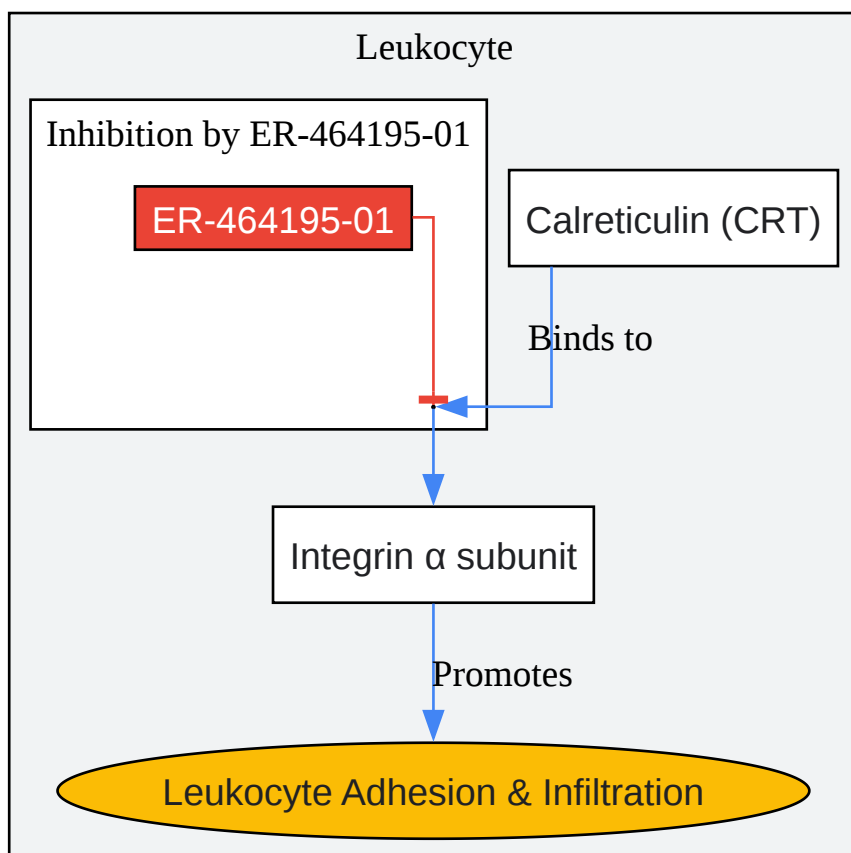 Leukocyte
Inhibition by ER-464195-01
ER-464195-01
Calreticulin (CRT)
Binds to
Integrin α subunit
Promotes
Leukocyte Adhesion & Infiltration